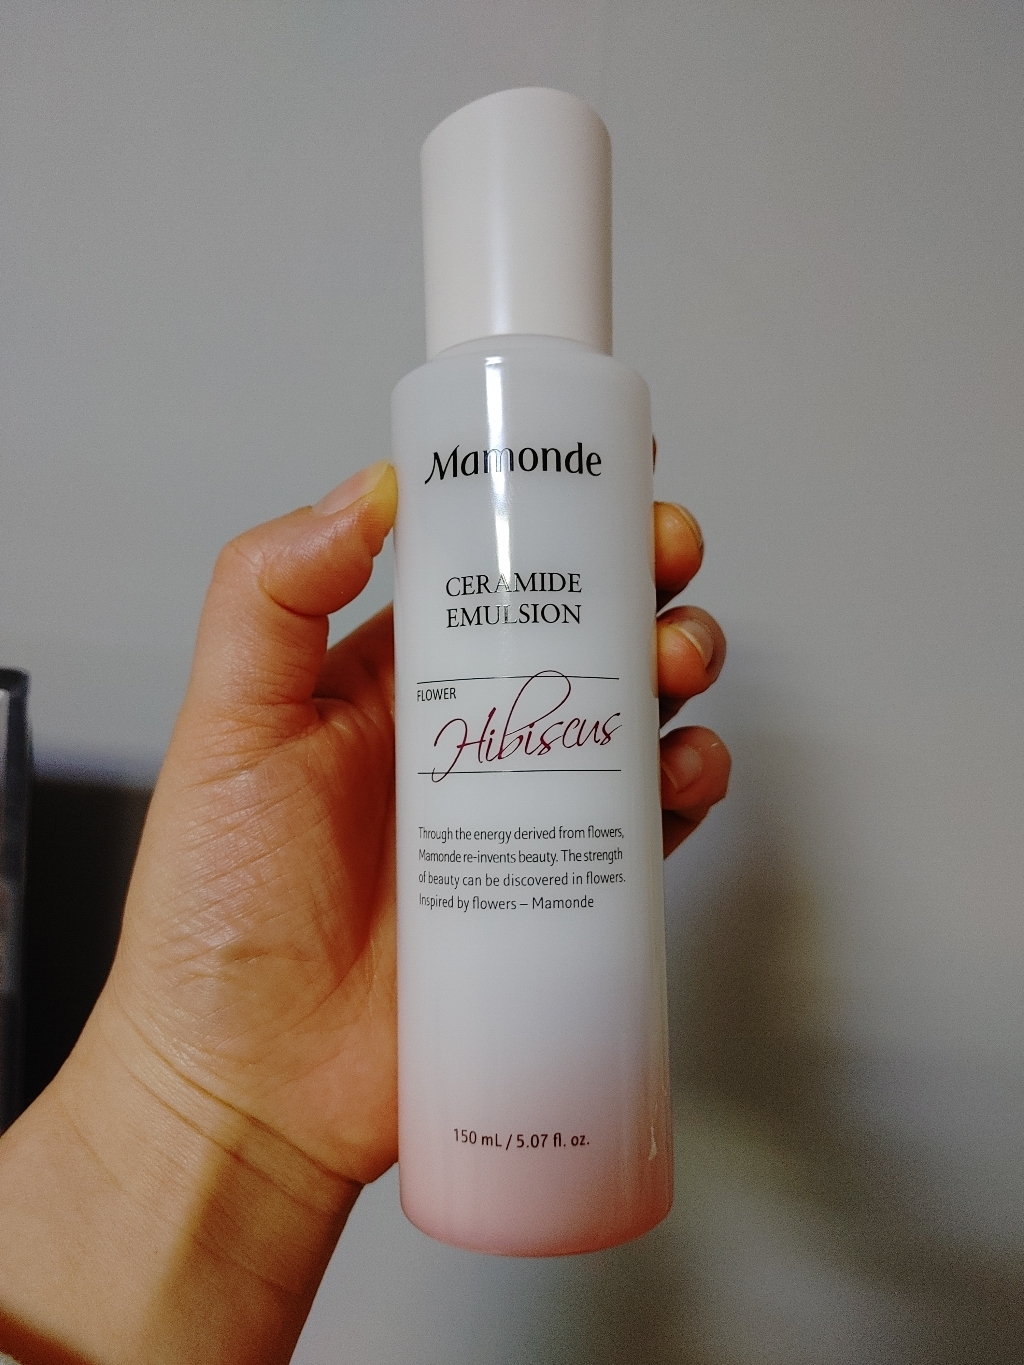 Mamonde
CERAMIDE
EMULSION
FLOWER
Hibiscus
Through the energy derived from flowers,
Mamonde re-invents beauty. The strength
of beauty can be discovered in flowers.
Inspired by flowers – Mamonde
150 mL / 5.07 fl. oz.